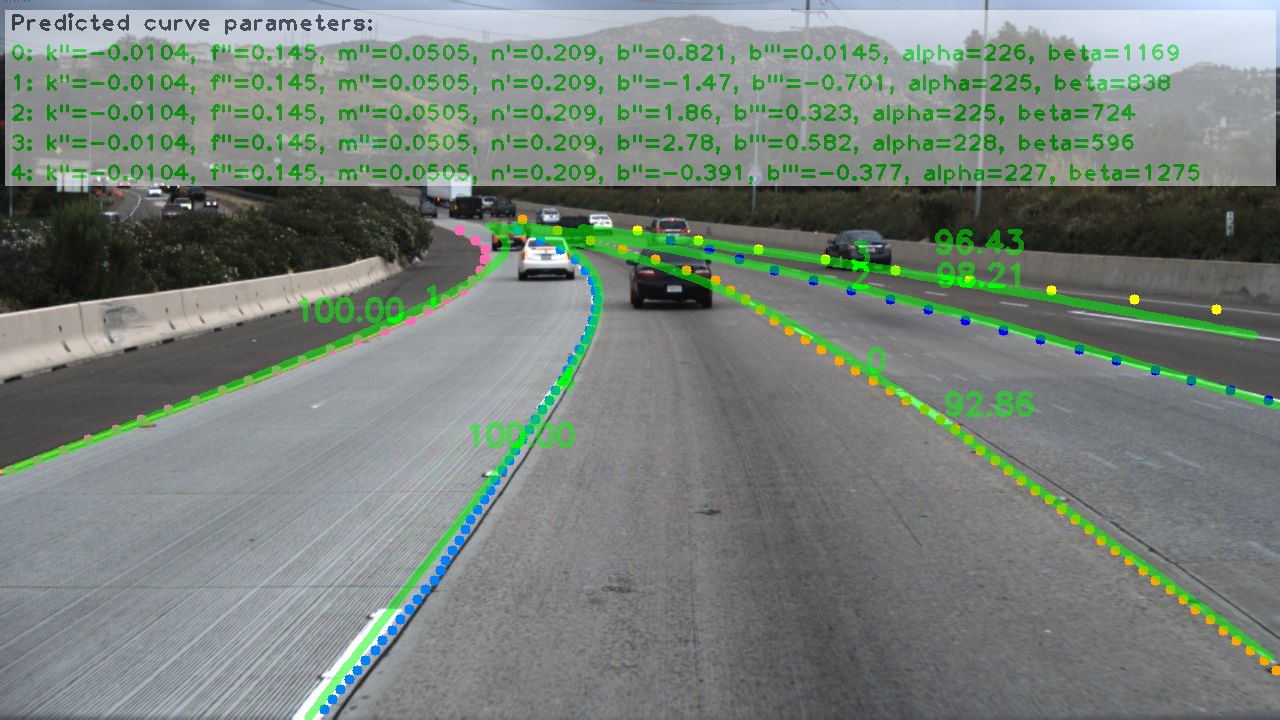 Predicted curve parameters:
0: k''=-0.0104, f''=0.145, m''=0.0505, n'=0.209, b''=0.821, b'''=0.0145, alpha=226, beta=1169
1: k''=-0.0104, f''=0.145, m''=0.0505, n'=0.209, b''=-1.47, b'''=-0.701, alpha=225, beta=838
2: k''=-0.0104, f''=0.145, m''=0.0505, n'=0.209, b''=1.86, b'''=0.323, alpha=225, beta=724
3: k''=-0.0104, f''=0.145, m''=0.0505, n'=0.209, b''=2.78, b'''=0.582, alpha=228, beta=596
4: k''=-0.0104, f''=0.145, m''=0.0505, n'=0.209, b''=-0.391, b'''=-0.377, alpha=227, beta=1275
3 96.43
2 98.21
100.00 1
0
92.86
100.00